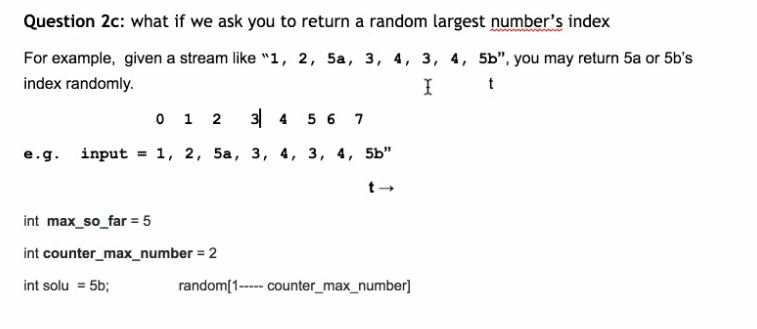 Question 2c: what if we ask you to return a random largest number's index
For example, given a stream like "1, 2, 5a, 3, 4, 3, 4, 5b", you may return 5a or 5b's
index randomly.
t
0 1 2 3 4 5 6 7
e.g. input = 1, 2, 5a, 3, 4, 3, 4, 5b"
t→
int max_so_far = 5
int counter_max_number = 2
int solu = 5b; random[1----- counter_max_number]